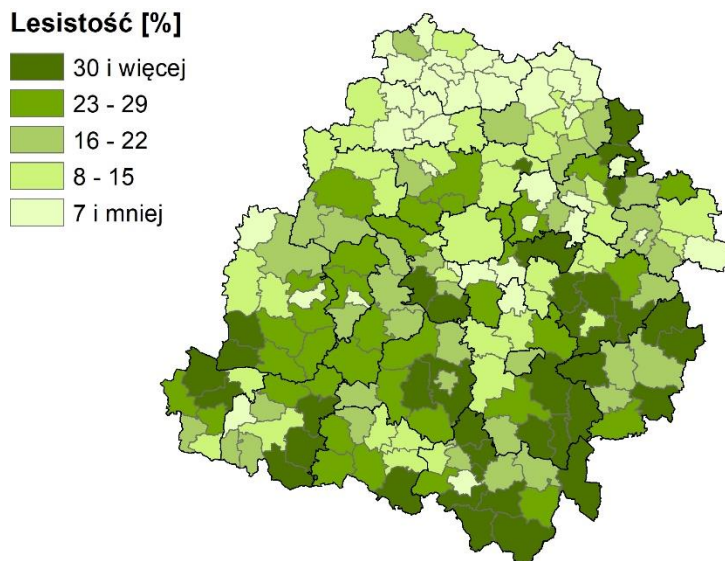 Lesistość [%]
30 i więcej
23 - 29
16 - 22
8 - 15
7 i mniej